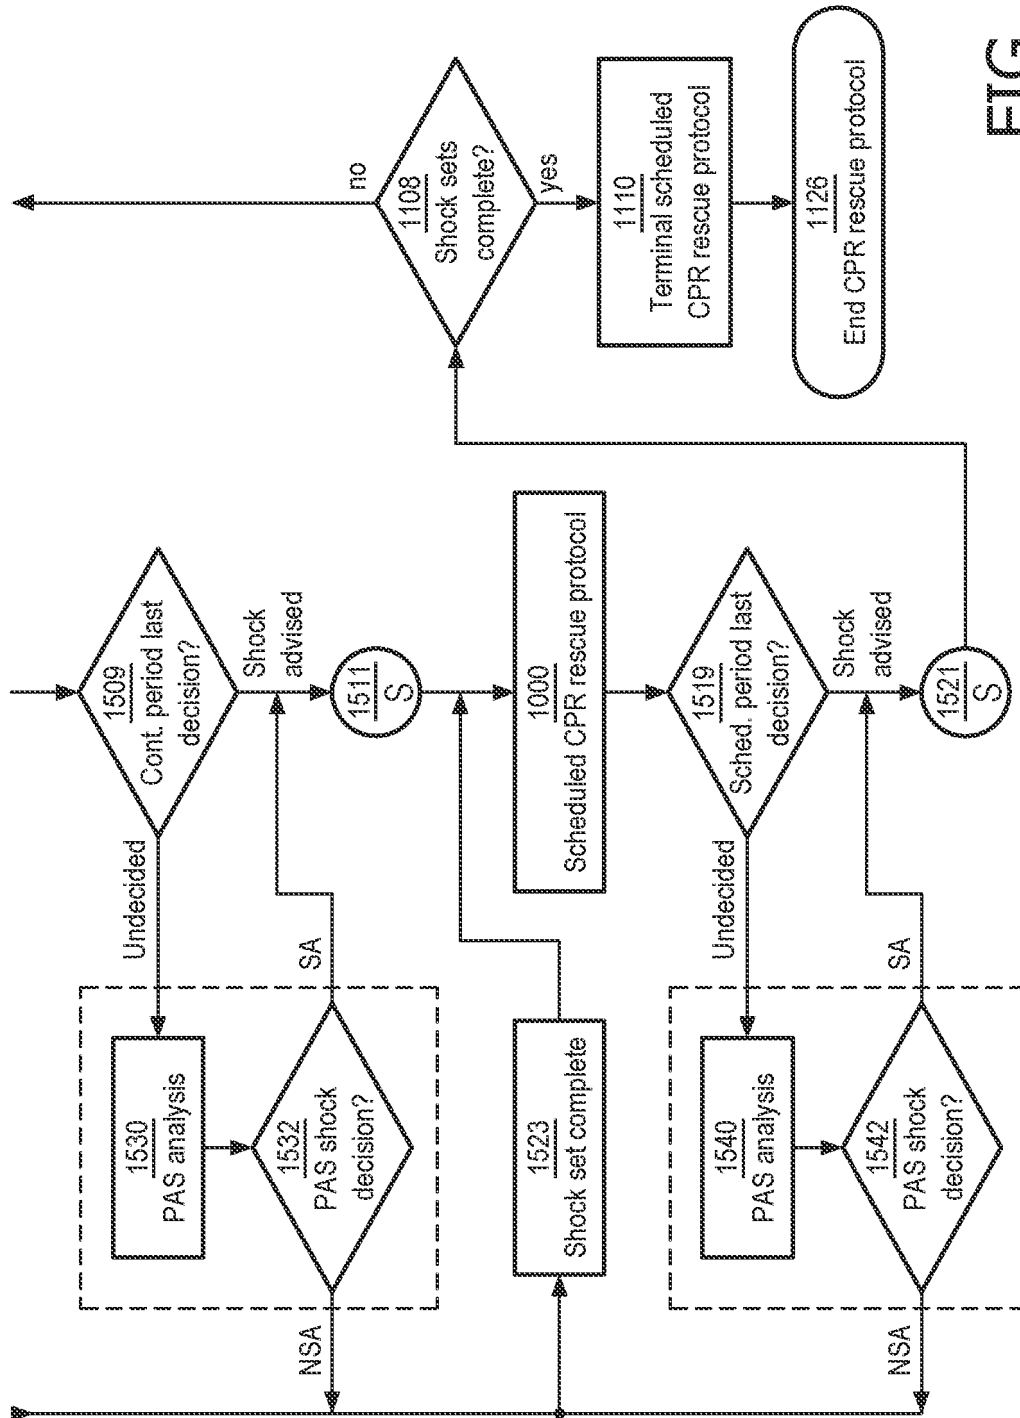 1509
Cont. period last
decision?
Undecided
Shock
advised
1530
PAS analysis
1532
PAS shock
decision?
SA
NSA
1511
S
1523
Shock set complete
1000
Scheduled CPR rescue protocol
1519
Sched. period last
decision?
Undecided
Shock
advised
1540
PAS analysis
1542
PAS shock
decision?
SA
NSA
1521
S
no
1108
Shock sets
complete?
yes
1110
Terminal scheduled
CPR rescue protocol
1126
End CPR rescue protocol
FIG